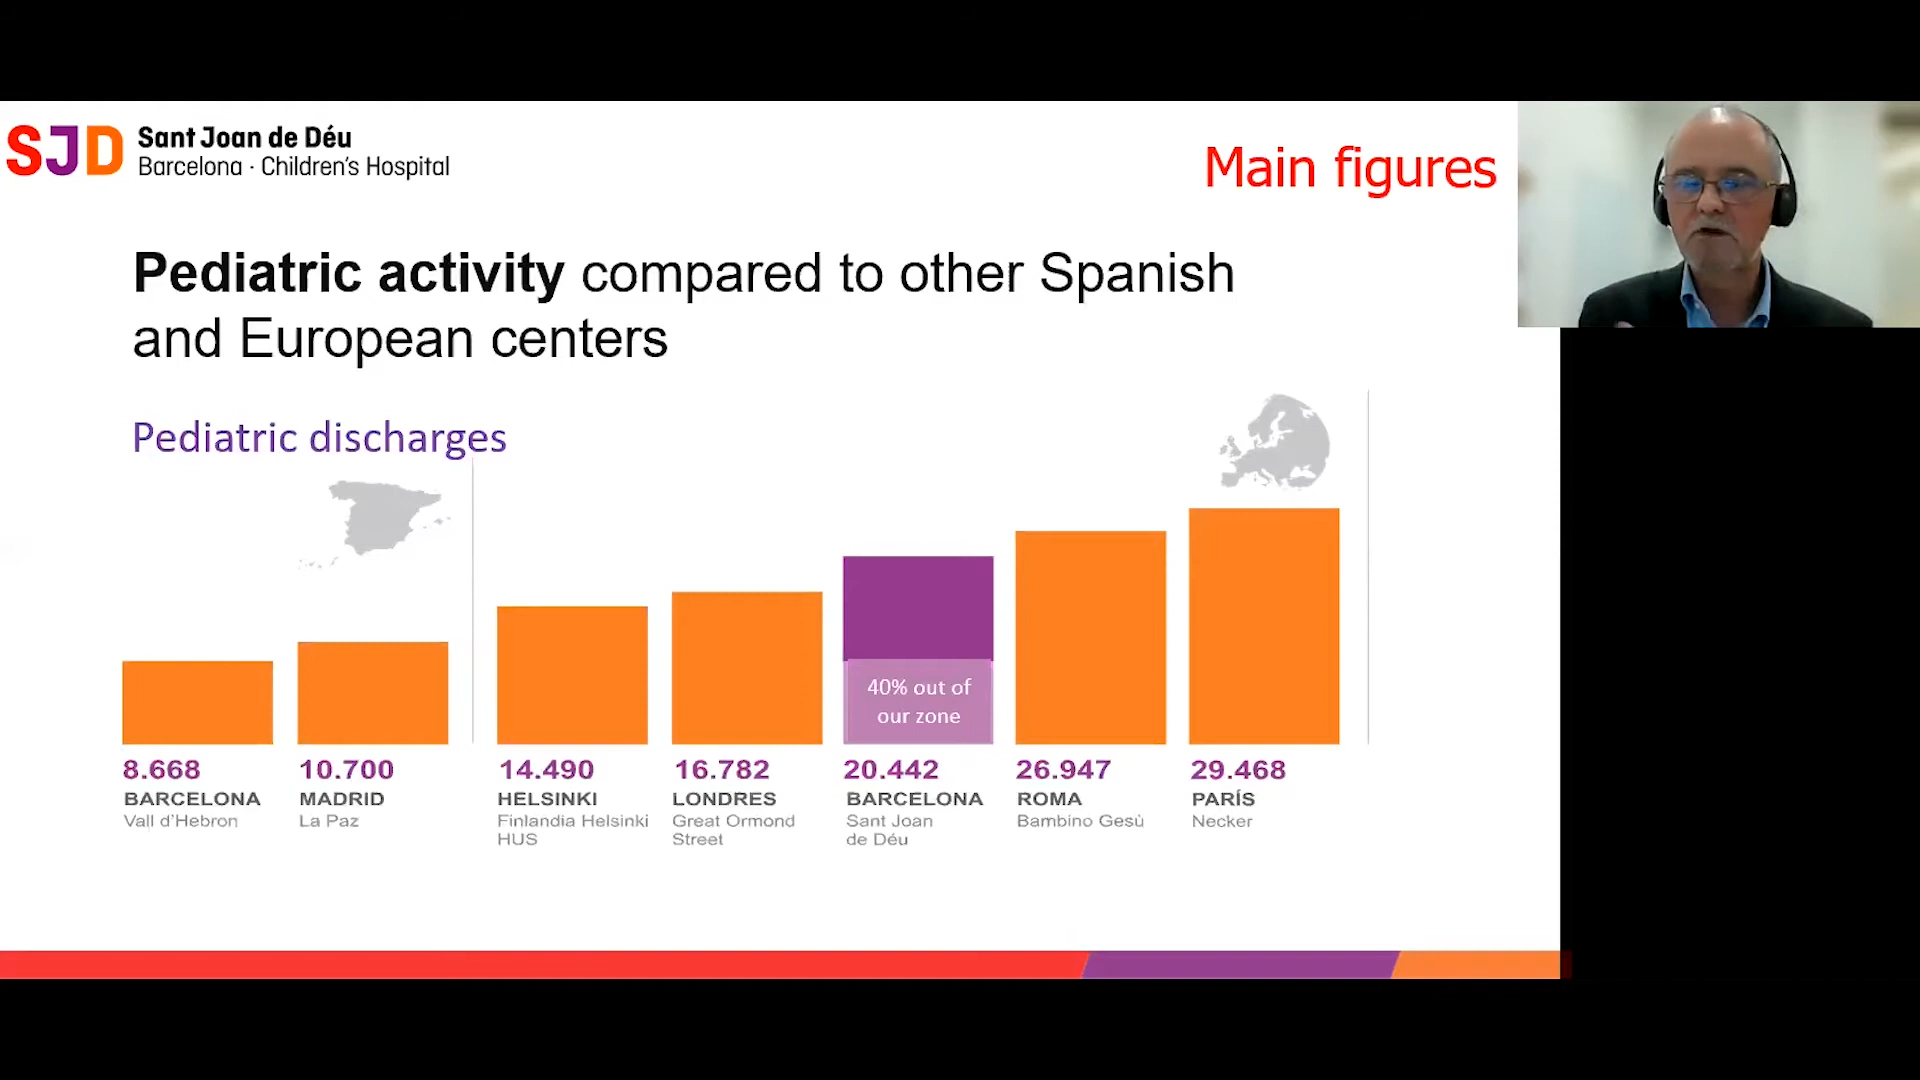 SJD
Sant Joan de Déu
Barcelona · Children's Hospital
Main figures
Pediatric activity compared to other Spanish
and European centers
Pediatric discharges
40% out of
our zone
8.668
BARCELONA
Vall d'Hebron
10.700
MADRID
La Paz
14.490
HELSINKI
Finlandia Helsinki
HUS
16.782
LONDRES
Great Ormond
Street
20.442
BARCELONA
Sant Joan
de Déu
26.947
ROMA
Bambino Gesù
29.468
PARÍS
Necker